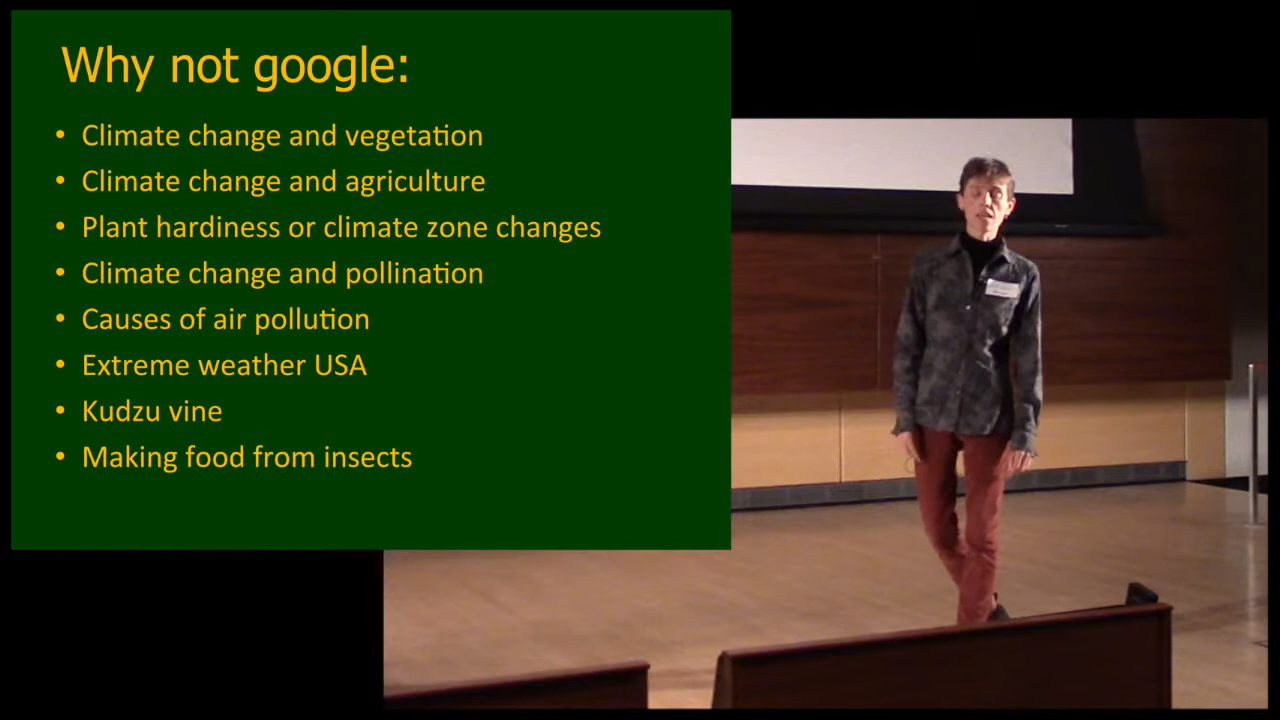 Why not google:
• Climate change and vegetation
• Climate change and agriculture
• Plant hardiness or climate zone changes
• Climate change and pollination
• Causes of air pollution
• Extreme weather USA
• Kudzu vine
• Making food from insects